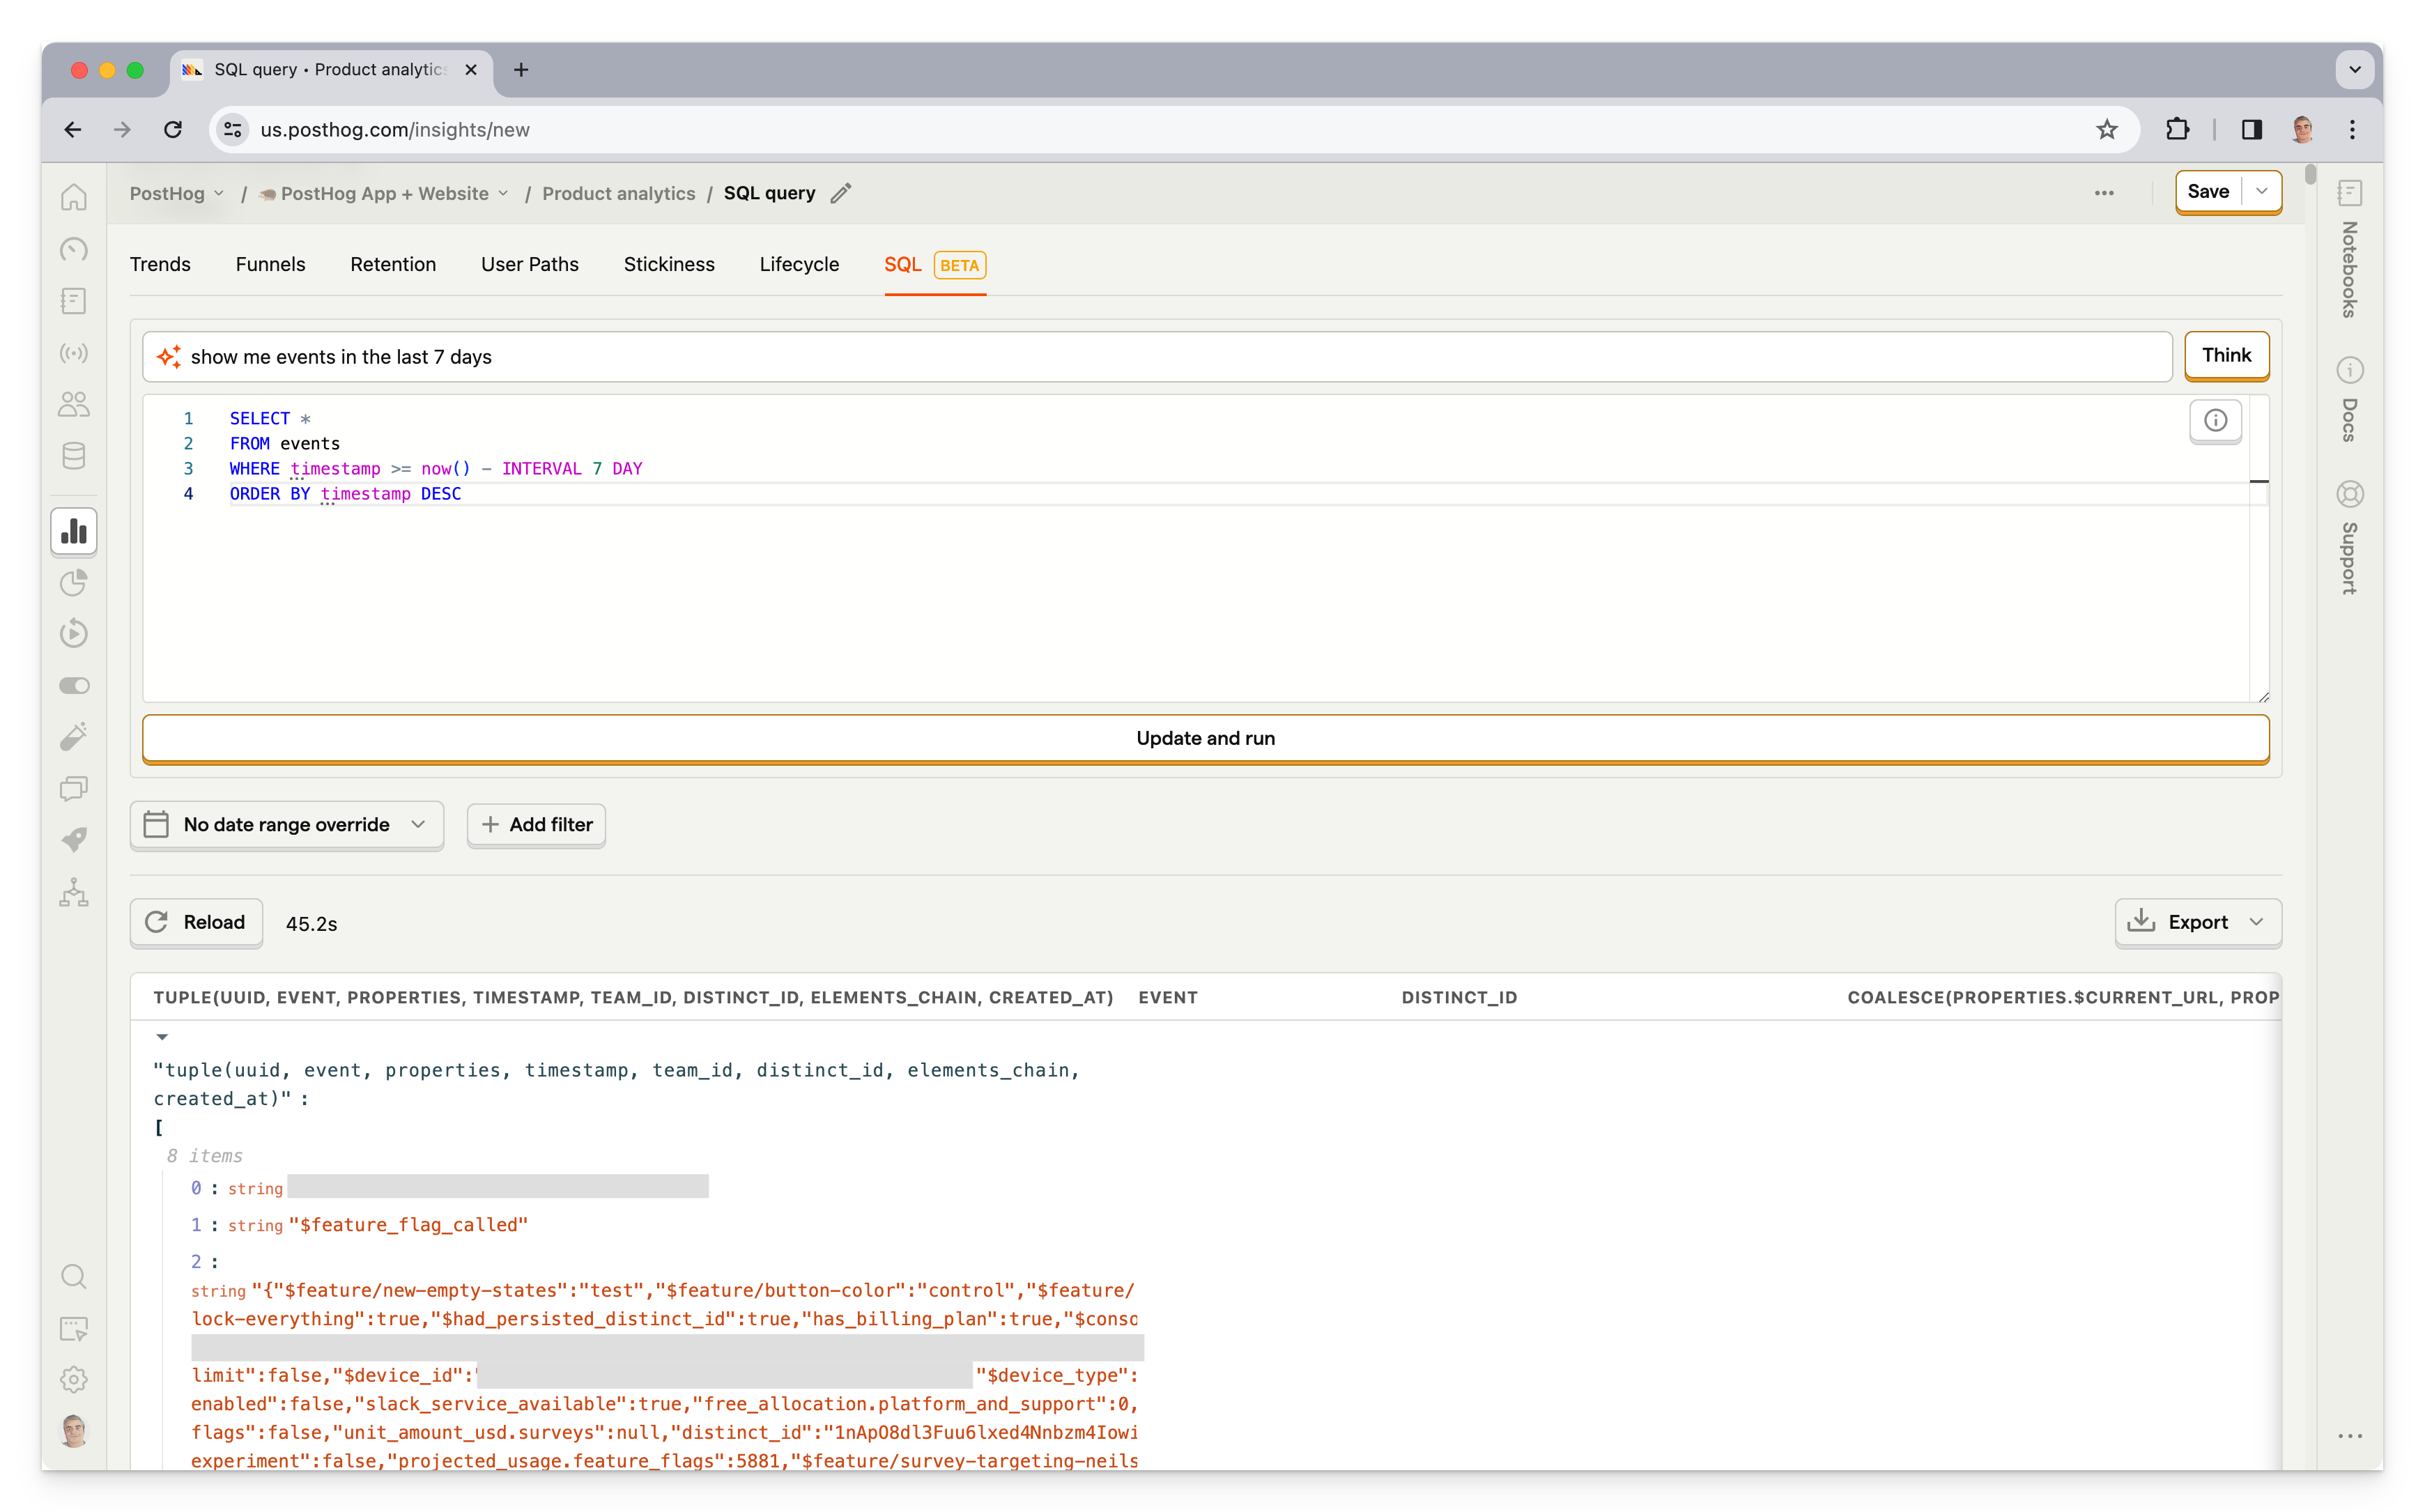 SQL query • Product analytics
us.posthog.com/insights/new
PostHog / PostHog App + Website / Product analytics / SQL query
Save
Trends Funnels Retention User Paths Stickiness Lifecycle SQL BETA
show me events in the last 7 days
Think
1 SELECT *
2 FROM events
3 WHERE timestamp >= now() - INTERVAL 7 DAY
4 ORDER BY timestamp DESC
Update and run
No date range override
+ Add filter
Reload 45.2s
Export
TUPLE(UUID, EVENT, PROPERTIES, TIMESTAMP, TEAM_ID, DISTINCT_ID, ELEMENTS_CHAIN, CREATED_AT) EVENT DISTINCT_ID COALESCE(PROPERTIES.$CURRENT_URL, PROP
"tuple(uuid, event, properties, timestamp, team_id, distinct_id, elements_chain,
created_at)" :
[
8 items
0 : string
1 : string "$feature_flag_called"
2 :
string "{"$feature/new-empty-states":"test","$feature/button-color":"control","$feature/
lock-everything":true,"$had_persisted_distinct_id":true,"has_billing_plan":true,"$conso
limit":false,"$device_id":" "$device_type":
enabled":false,"slack_service_available":true,"free_allocation.platform_and_support":0,
flags":false,"unit_amount_usd.surveys":null,"distinct_id":"1nApO8dl3Fuu6lxed4Nnbzm4Iowi
experiment":false,"projected_usage.feature_flags":5881,"$feature/survey-targeting-neils
Notebooks
Docs
Support